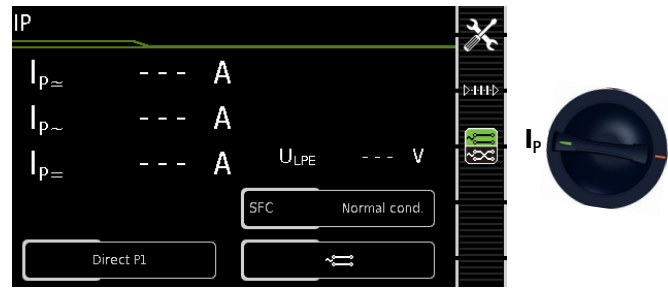 IP
Ip≂ --- A
Ip~ --- A
Ip= --- A
ULPE --- V
SFC Normal cond.
Direct P1
Ip